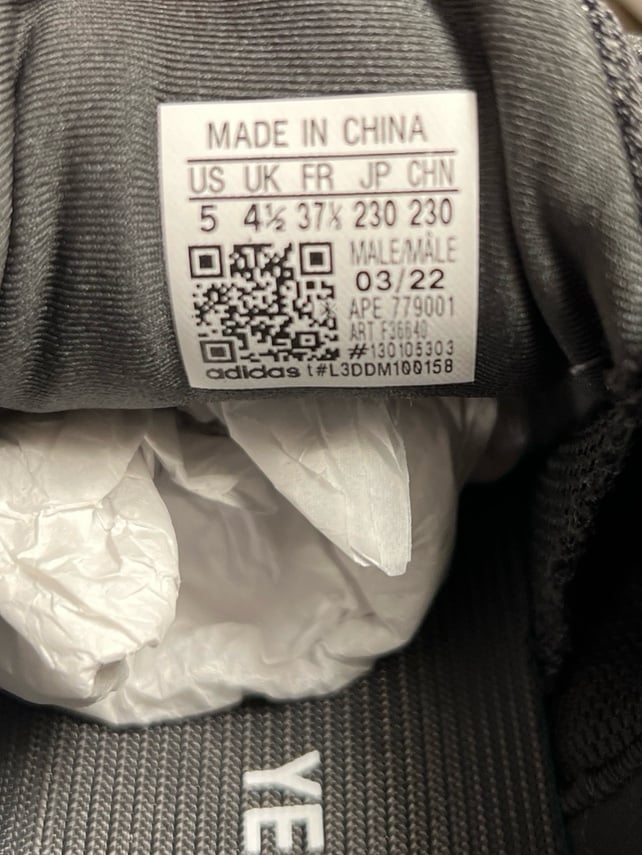 MADE IN CHINA
US UK FR JP CHN
5 4½ 37⅓ 230 230
MALE/MÂLE
03/22
APE 779001
ART F36640
#130105303
adidas t#L3DDM100158
YE